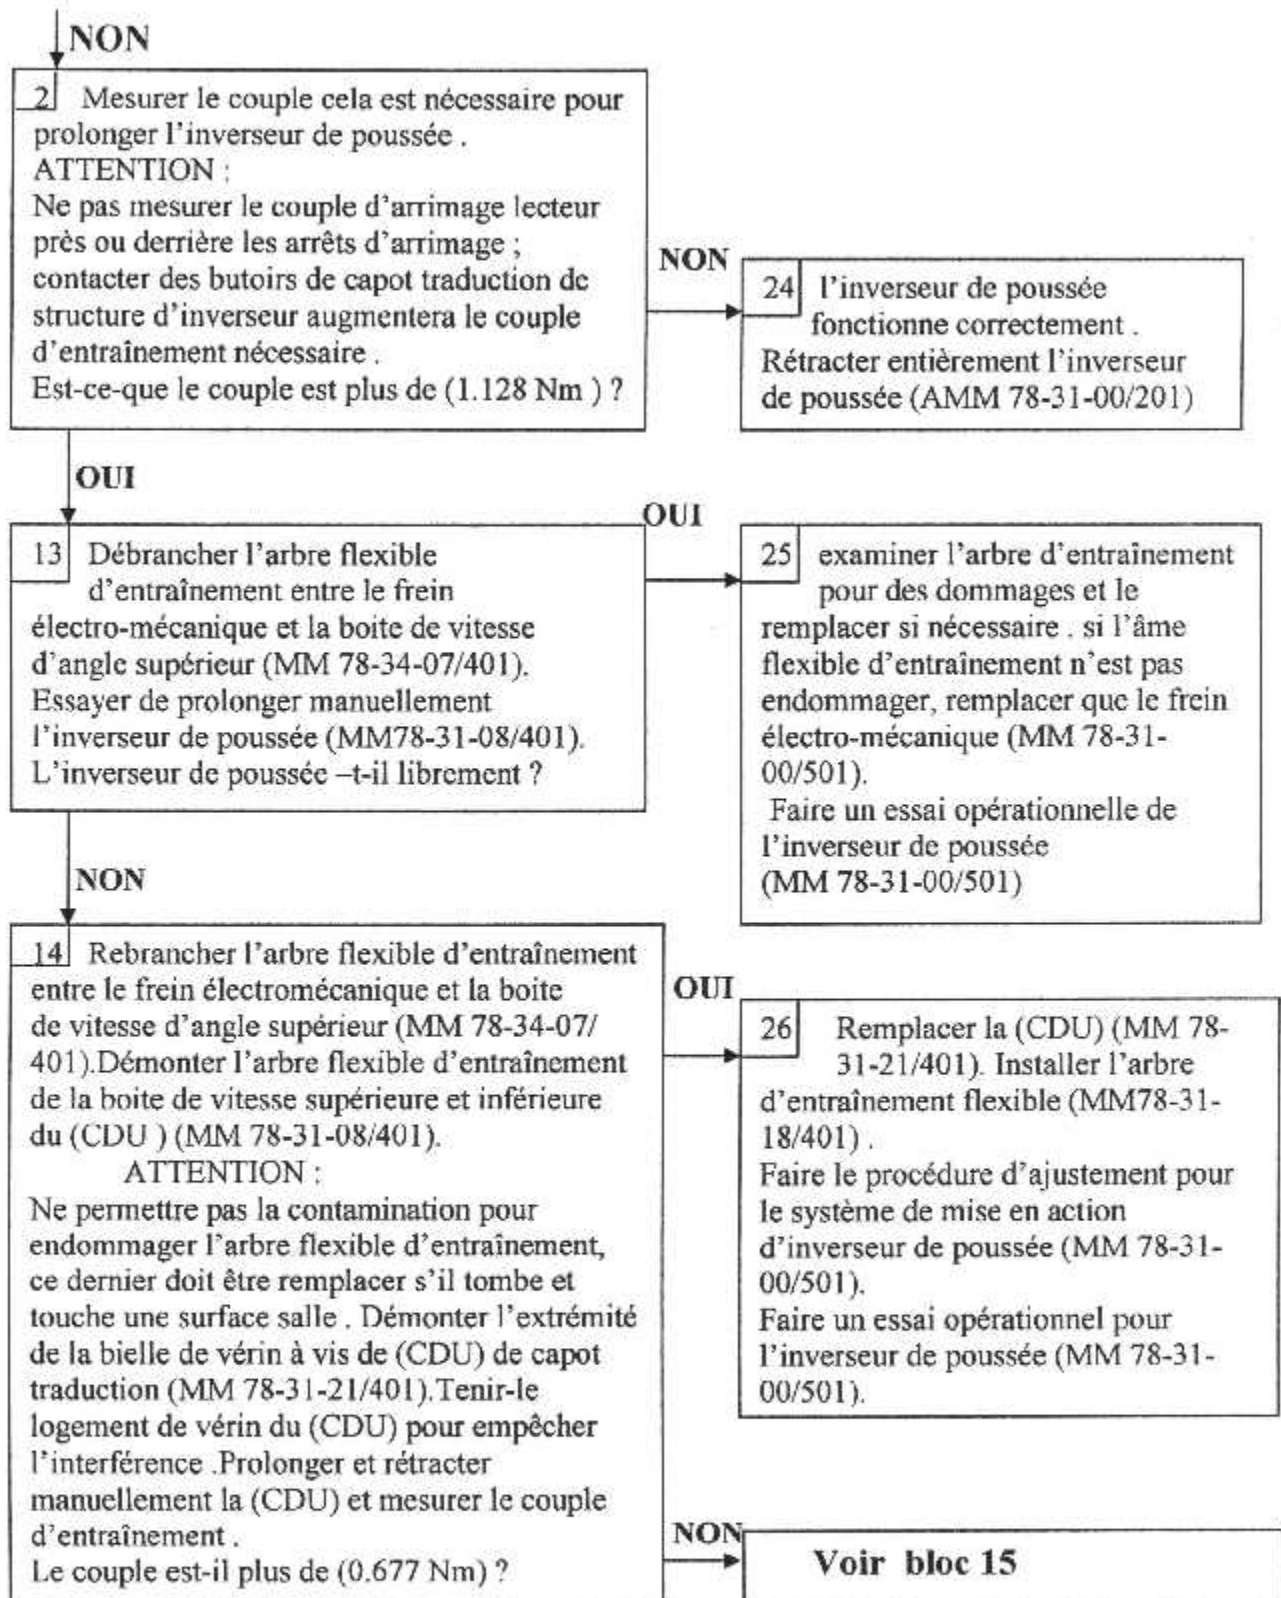 NON
2 Mesurer le couple cela est nécessaire pour
prolonger l'inverseur de poussée .
ATTENTION :
Ne pas mesurer le couple d'arrimage lecteur
près ou derrière les arrêts d'arrimage ;
contacter des butoirs de capot traduction de
structure d'inverseur augmentera le couple
d'entraînement nécessaire .
Est-ce-que le couple est plus de (1.128 Nm ) ?
NON
24 l'inverseur de poussée
fonctionne correctement .
Rétracter entièrement l'inverseur
de poussée (AMM 78-31-00/201)
OUI
13 Débrancher l'arbre flexible
d'entraînement entre le frein
électro-mécanique et la boite de vitesse
d'angle supérieur (MM 78-34-07/401).
Essayer de prolonger manuellement
l'inverseur de poussée (MM78-31-08/401).
L'inverseur de poussée –t-il librement ?
OUI
25 examiner l'arbre d'entraînement
pour des dommages et le
remplacer si nécessaire . si l'âme
flexible d'entraînement n'est pas
endommager, remplacer que le frein
électro-mécanique (MM 78-31-
00/501).
Faire un essai opérationnelle de
l'inverseur de poussée
(MM 78-31-00/501)
NON
14 Rebrancher l'arbre flexible d'entraînement
entre le frein électromécanique et la boite
de vitesse d'angle supérieur (MM 78-34-07/
401).Démonter l'arbre flexible d'entraînement
de la boite de vitesse supérieure et inférieure
du (CDU ) (MM 78-31-08/401).
ATTENTION :
Ne permettre pas la contamination pour
endommager l'arbre flexible d'entraînement,
ce dernier doit être remplacer s'il tombe et
touche une surface salle . Démonter l'extrémité
de la bielle de vérin à vis de (CDU) de capot
traduction (MM 78-31-21/401).Tenir-le
logement de vérin du (CDU) pour empêcher
l'interférence .Prolonger et rétracter
manuellement la (CDU) et mesurer le couple
d'entraînement .
Le couple est-il plus de (0.677 Nm) ?
OUI
26 Remplacer la (CDU) (MM 78-
31-21/401). Installer l'arbre
d'entraînement flexible (MM78-31-
18/401) .
Faire le procédure d'ajustement pour
le système de mise en action
d'inverseur de poussée (MM 78-31-
00/501).
Faire un essai opérationnel pour
l'inverseur de poussée (MM 78-31-
00/501).
NON
Voir bloc 15